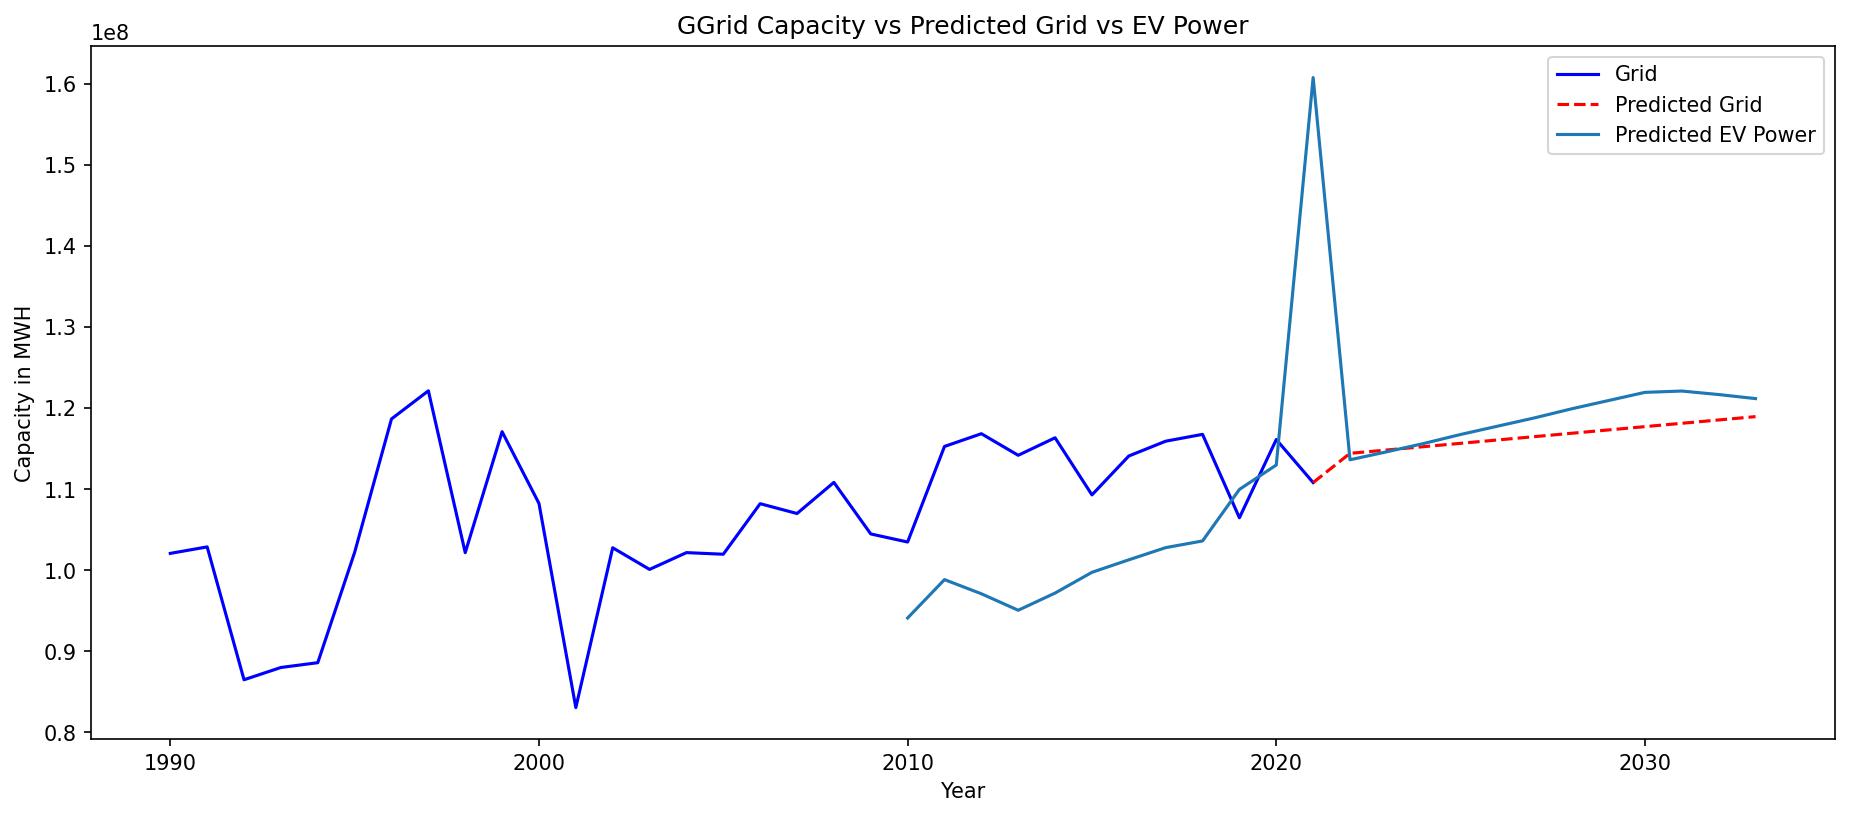 GGrid Capacity vs Predicted Grid vs EV Power
1e8
1.6
1.5
1.4
1.3
1.2
1.1
1.0
0.9
0.8
Capacity in MWH
Grid
Predicted Grid
Predicted EV Power
1990
2000
2010
2020
2030
Year